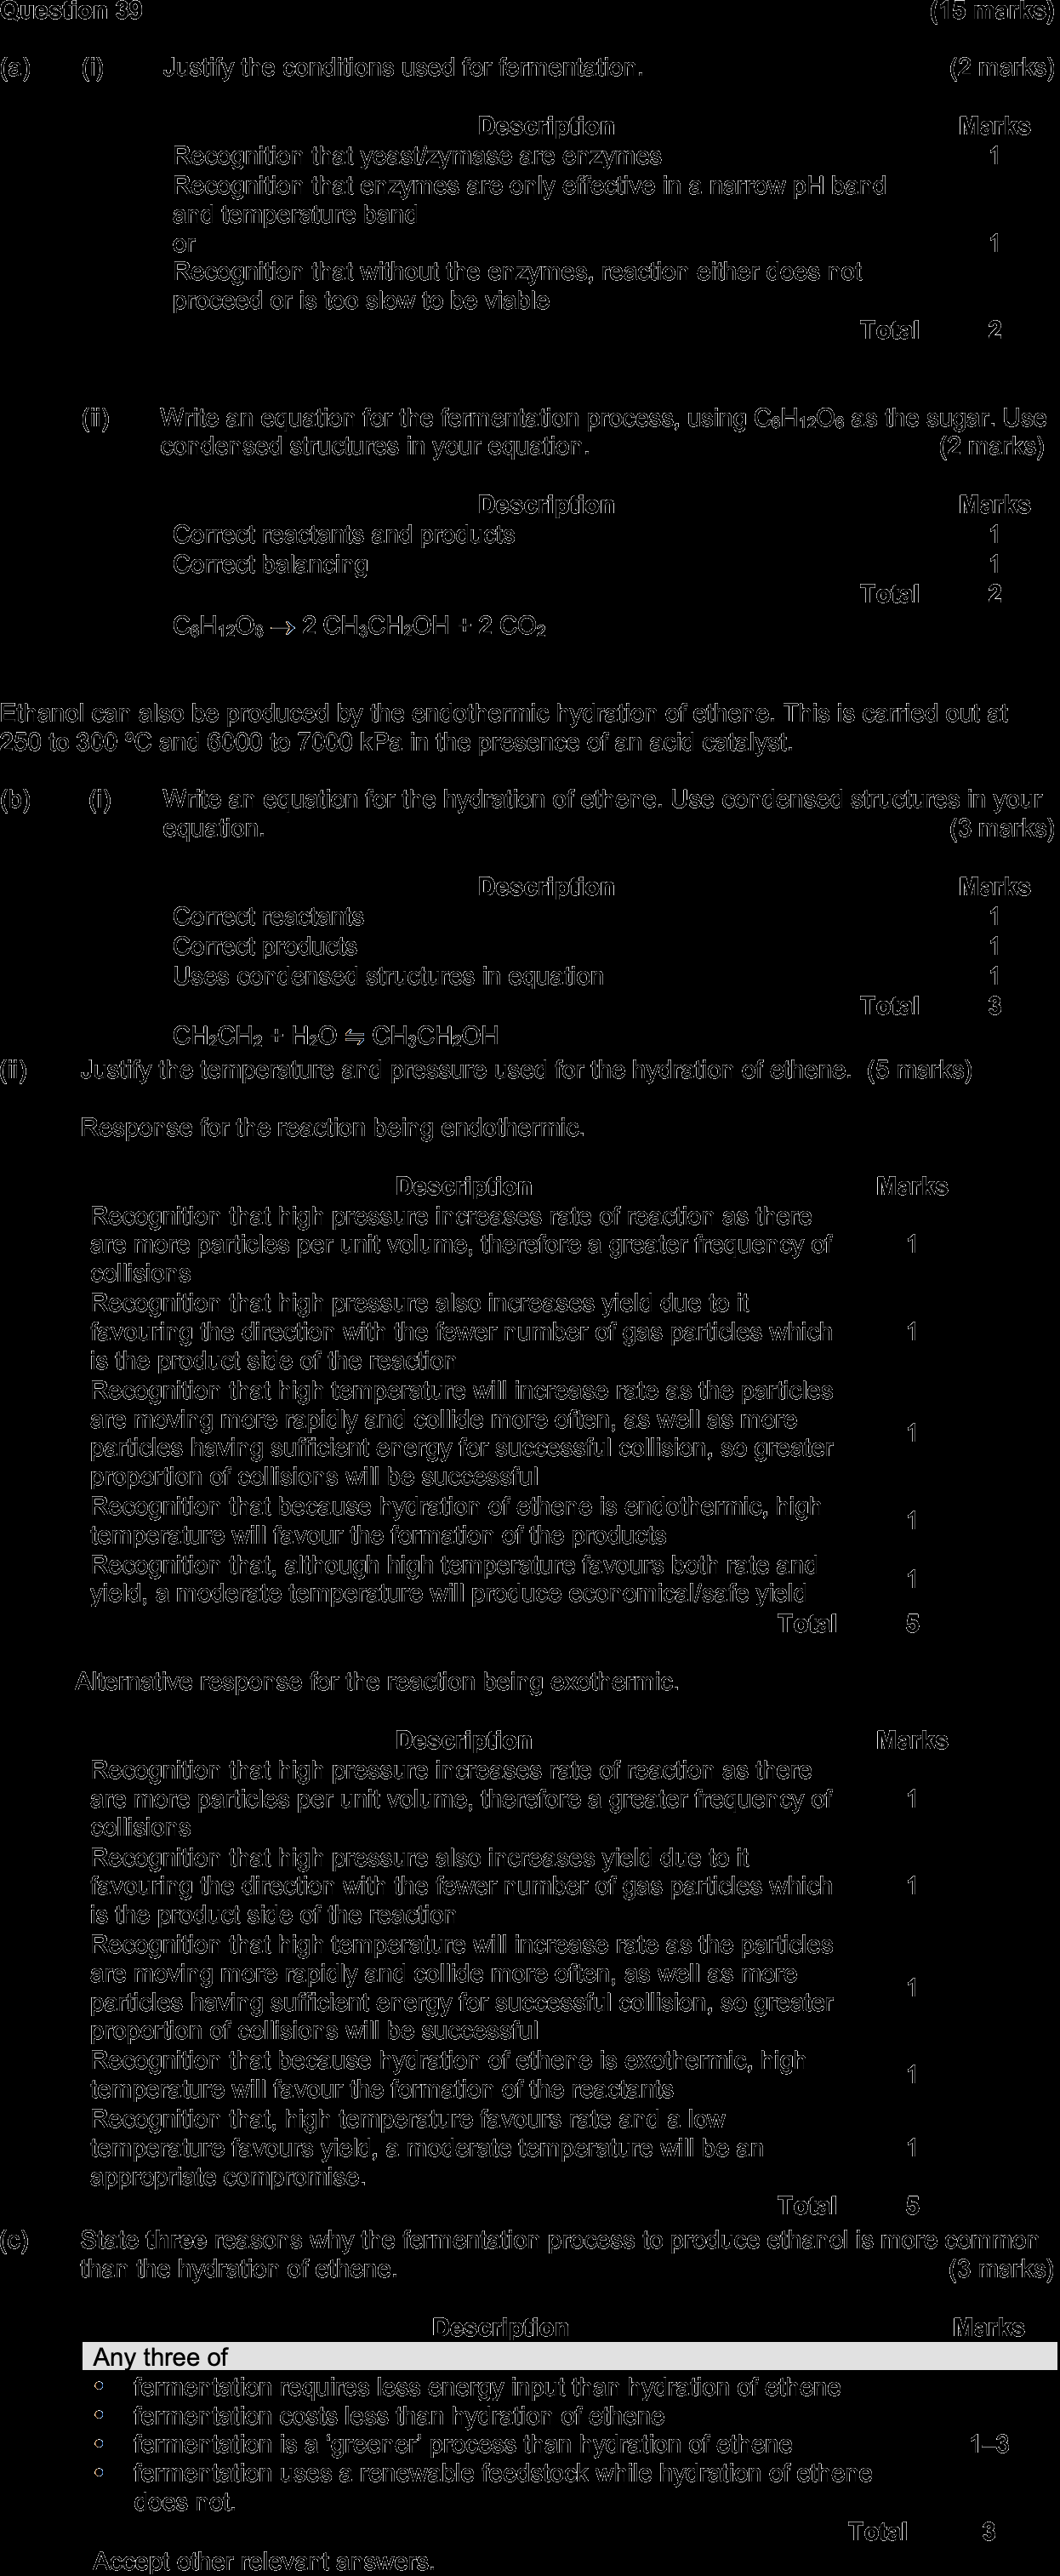 Question 39 (15 marks)
(a) (i) Justify the conditions used for fermentation. (2 marks)
Description Marks
Recognition that yeast/zymase are enzymes 1
Recognition that enzymes are only effective in a narrow pH band
and temperature band
or 1
Recognition that without the enzymes, reaction either does not
proceed or is too slow to be viable
Total 2
(ii) Write an equation for the fermentation process, using C₆H₁₂O₆ as the sugar. Use
condensed structures in your equation. (2 marks)
Description Marks
Correct reactants and products 1
Correct balancing 1
Total 2
C₆H₁₂O₆ → 2 CH₃CH₂OH + 2 CO₂
Ethanol can also be produced by the endothermic hydration of ethene. This is carried out at
250 to 300 °C and 6000 to 7000 kPa in the presence of an acid catalyst.
(b) (i) Write an equation for the hydration of ethene. Use condensed structures in your
equation. (3 marks)
Description Marks
Correct reactants 1
Correct products 1
Uses condensed structures in equation 1
Total 3
CH₂CH₂ + H₂O ⇋ CH₃CH₂OH
(ii) Justify the temperature and pressure used for the hydration of ethene. (5 marks)
Response for the reaction being endothermic.
Description Marks
Recognition that high pressure increases rate of reaction as there
are more particles per unit volume, therefore a greater frequency of 1
collisions
Recognition that high pressure also increases yield due to it
favouring the direction with the fewer number of gas particles which 1
is the product side of the reaction
Recognition that high temperature will increase rate as the particles
are moving more rapidly and collide more often, as well as more
particles having sufficient energy for successful collision, so greater 1
proportion of collisions will be successful
Recognition that because hydration of ethene is endothermic, high
temperature will favour the formation of the products 1
Recognition that, although high temperature favours both rate and
yield, a moderate temperature will produce economical/safe yield 1
Total 5
Alternative response for the reaction being exothermic.
Description Marks
Recognition that high pressure increases rate of reaction as there
are more particles per unit volume, therefore a greater frequency of 1
collisions
Recognition that high pressure also increases yield due to it
favouring the direction with the fewer number of gas particles which 1
is the product side of the reaction
Recognition that high temperature will increase rate as the particles
are moving more rapidly and collide more often, as well as more
particles having sufficient energy for successful collision, so greater 1
proportion of collisions will be successful
Recognition that because hydration of ethene is exothermic, high
temperature will favour the formation of the reactants 1
Recognition that, high temperature favours rate and a low
temperature favours yield, a moderate temperature will be an 1
appropriate compromise.
Total 5
(c) State three reasons why the fermentation process to produce ethanol is more common
than the hydration of ethene. (3 marks)
Description Marks
Any three of
• fermentation requires less energy input than hydration of ethene
• fermentation costs less than hydration of ethene
• fermentation is a 'greener' process than hydration of ethene 1–3
• fermentation uses a renewable feedstock while hydration of ethene
does not.
Total 3
Accept other relevant answers.